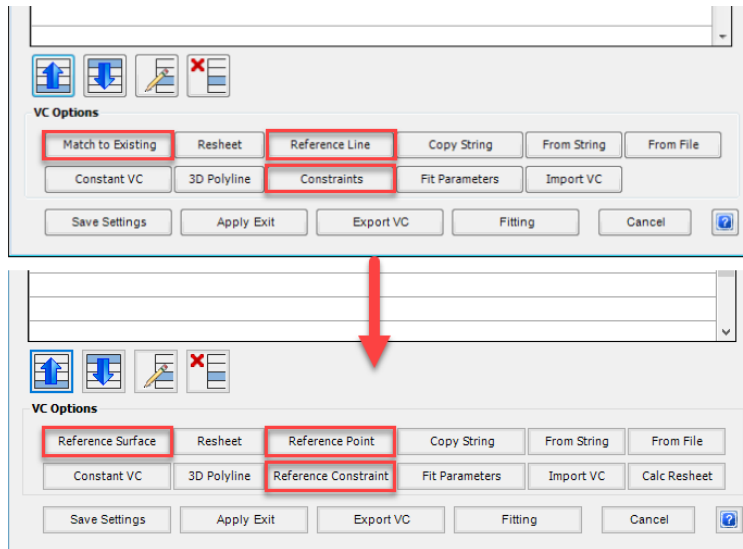 VC Options
Match to Existing Resheet Reference Line Copy String From String From File
Constant VC 3D Polyline Constraints Fit Parameters Import VC
Save Settings Apply Exit Export VC Fitting Cancel ?
VC Options
Reference Surface Resheet Reference Point Copy String From String From File
Constant VC 3D Polyline Reference Constraint Fit Parameters Import VC Calc Resheet
Save Settings Apply Exit Export VC Fitting Cancel ?